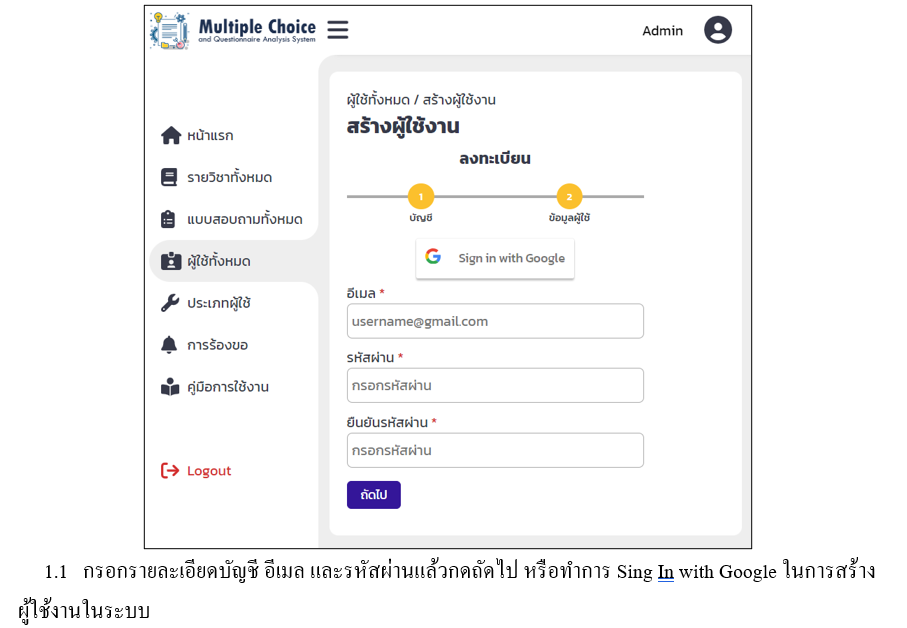 Multiple Choice
and Questionnaire Analysis System
Admin
หน้าแรก
รายวิชาทั้งหมด
แบบสอบถามทั้งหมด
ผู้ใช้ทั้งหมด
ประเภทผู้ใช้
การร้องขอ
คู่มือการใช้งาน
Logout
ผู้ใช้ทั้งหมด / สร้างผู้ใช้งาน
สร้างผู้ใช้งาน
ลงทะเบียน
1 2
บัญชี ข้อมูลผู้ใช้
Sign in with Google
อีเมล *
username@gmail.com
รหัสผ่าน *
กรอกรหัสผ่าน
ยืนยันรหัสผ่าน *
กรอกรหัสผ่าน
ถัดไป
1.1 กรอกรายละเอียดบัญชี อีเมล และรหัสผ่านแล้วกดถัดไป หรือทำการ Sing In with Google ในการสร้าง
ผู้ใช้งานในระบบ